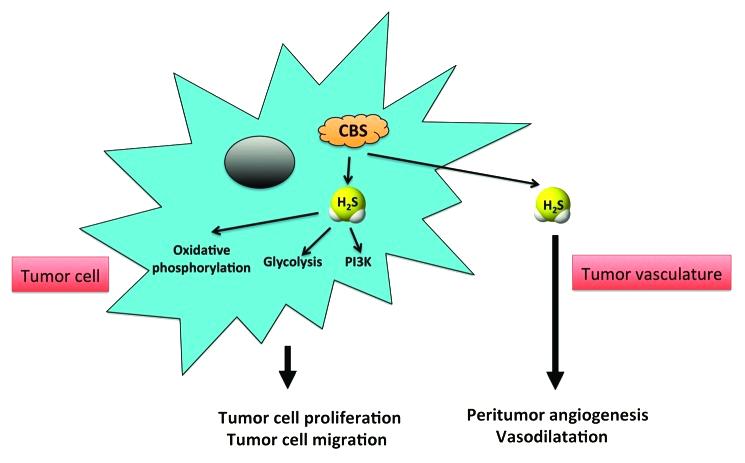 CBS
H₂S
H₂S
Oxidative
phosphorylation
Glycolysis
PI3K
Tumor cell
Tumor vasculature
Tumor cell proliferation
Tumor cell migration
Peritumor angiogenesis
Vasodilatation